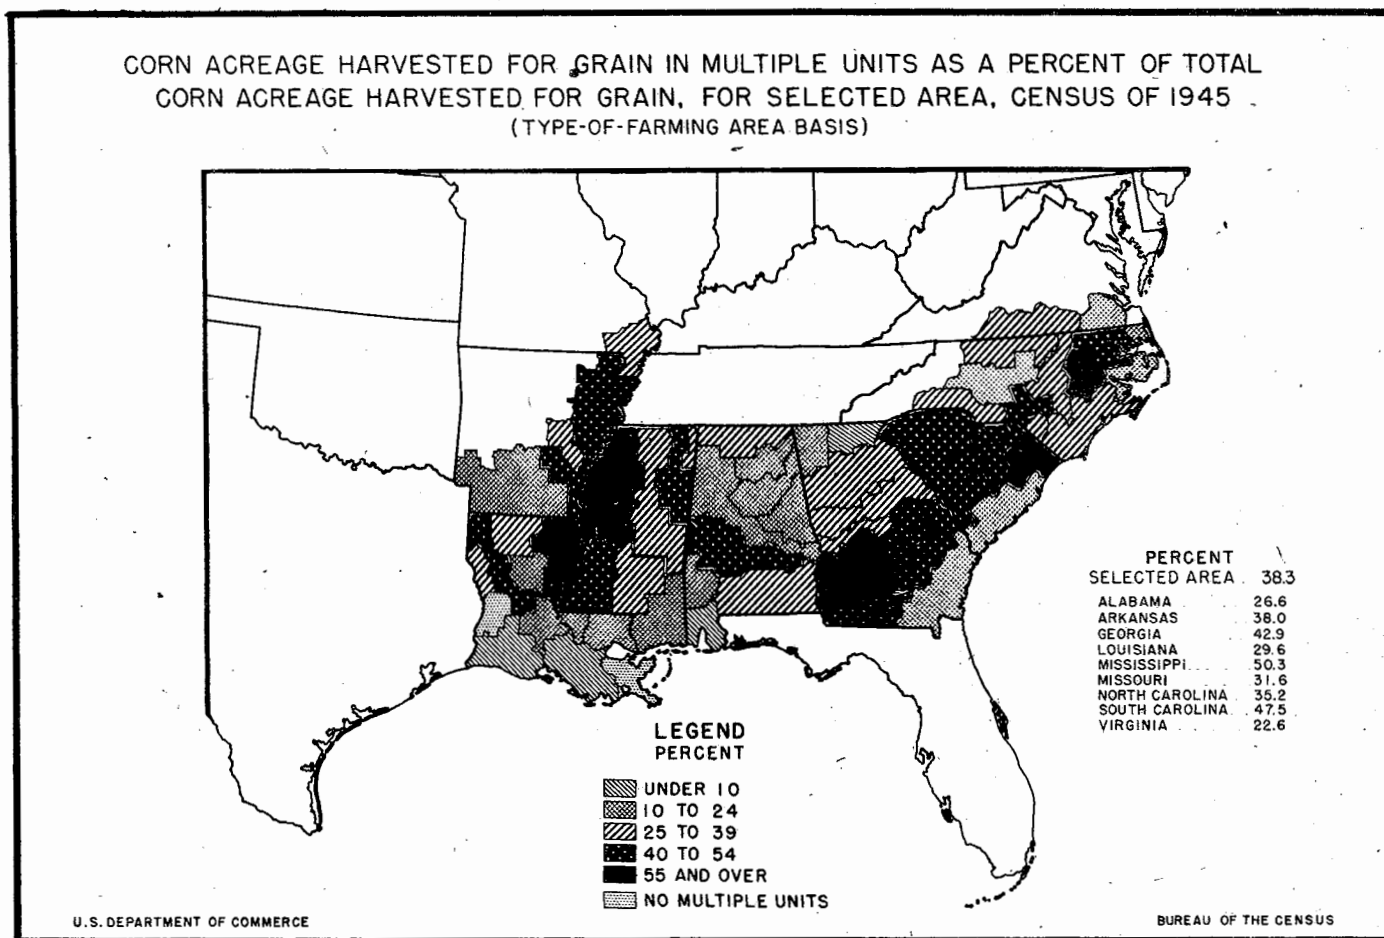 CORN ACREAGE HARVESTED FOR GRAIN IN MULTIPLE UNITS AS A PERCENT OF TOTAL
CORN ACREAGE HARVESTED FOR GRAIN, FOR SELECTED AREA, CENSUS OF 1945
(TYPE-OF-FARMING AREA BASIS)
PERCENT
SELECTED AREA . 38.3
ALABAMA . . 26.6
ARKANSAS . . 38.0
GEORGIA . . 42.9
LOUISIANA . . 29.6
MISSISSIPPI . . . . 50.3
MISSOURI . . . 31.6
NORTH CAROLINA . 35.2
SOUTH CAROLINA . . 47.5
VIRGINIA . . . . 22.6
LEGEND
PERCENT
UNDER 10
10 TO 24
25 TO 39
40 TO 54
55 AND OVER
NO MULTIPLE UNITS
U.S. DEPARTMENT OF COMMERCE
BUREAU OF THE CENSUS